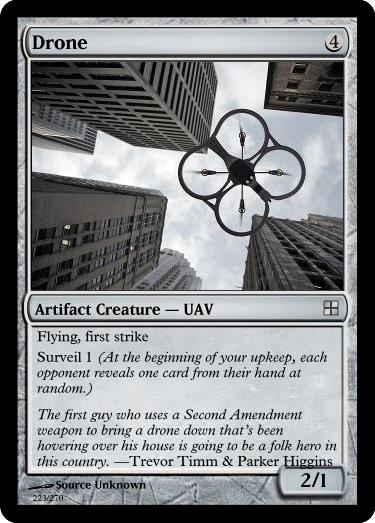 Drone 4
Artifact Creature — UAV
Flying, first strike
Surveil 1 (At the beginning of your upkeep, each
opponent reveals one card from their hand at
random.)
The first guy who uses a Second Amendment
weapon to bring a drone down that's been
hovering over his house is going to be a folk hero in
this country. —Trevor Timm & Parker Higgins
Source Unknown
2/1
223/270